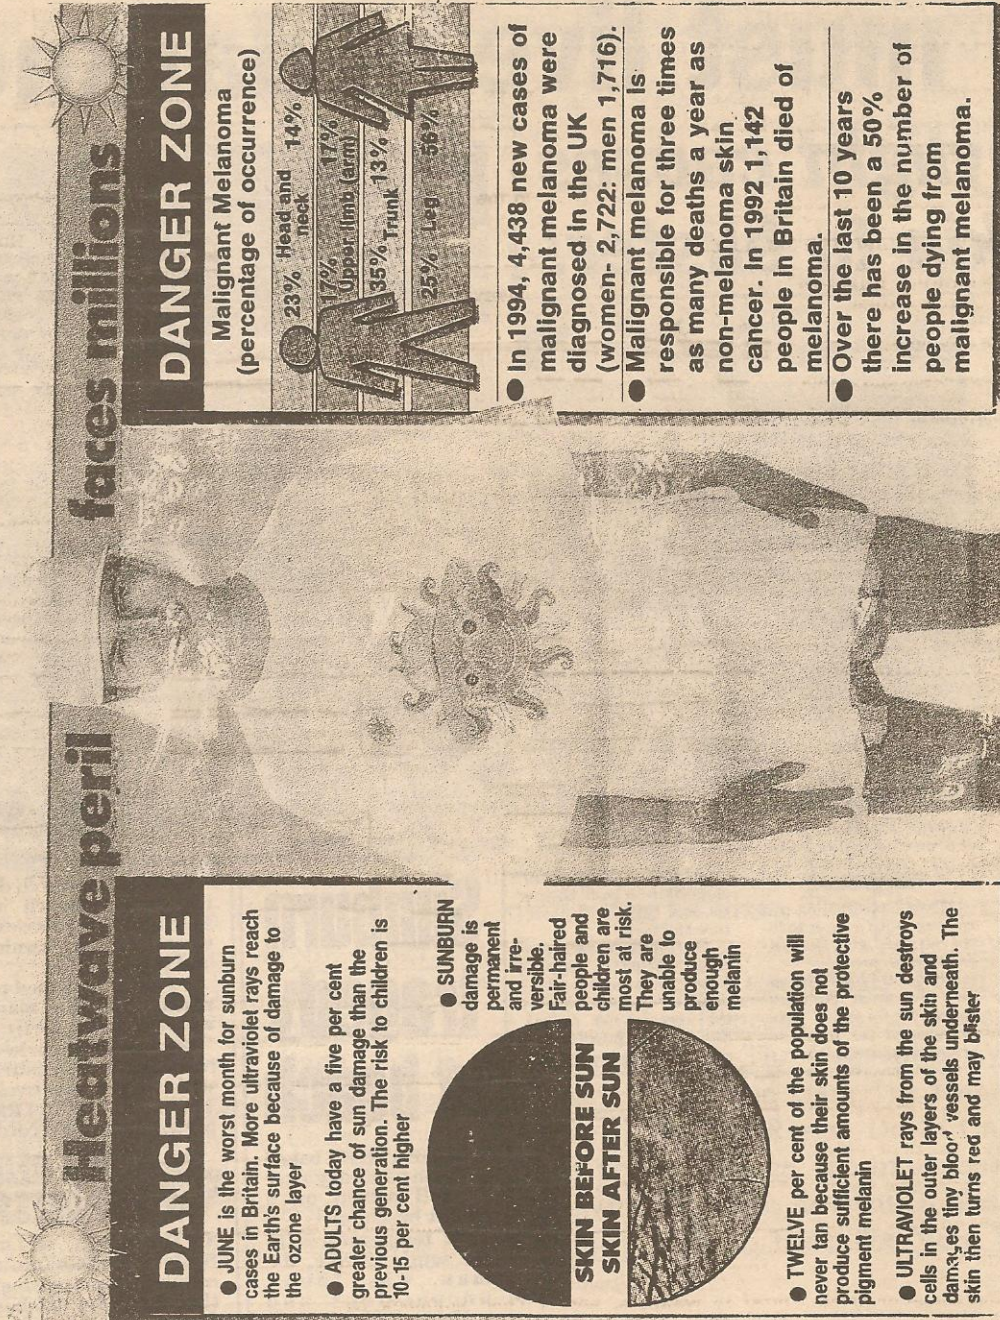 Heatwave peril faces millions
DANGER ZONE
● JUNE is the worst month for sunburn
cases in Britain. More ultraviolet rays reach
the Earth's surface because of damage to
the ozone layer
● ADULTS today have a five per cent
greater chance of sun damage than the
previous generation. The risk to children is
10-15 per cent higher
SKIN BEFORE SUN
SKIN AFTER SUN
● SUNBURN
damage is
permanent
and irre-
versible.
Fair-haired
people and
children are
most at risk.
They are
unable to
produce
enough
melanin
● TWELVE per cent of the population will
never tan because their skin does not
produce sufficient amounts of the protective
pigment melanin
● ULTRAVIOLET rays from the sun destroys
cells in the outer layers of the skin and
damages tiny blood vessels underneath. The
skin then turns red and may blister
DANGER ZONE
Malignant Melanoma
(percentage of occurrence)
23% Head and neck 14%
17% Upper limb (arm) 17%
35% Trunk 13%
25% Leg 56%
● In 1994, 4,438 new cases of
malignant melanoma were
diagnosed in the UK
(women- 2,722: men 1,716).
● Malignant melanoma is
responsible for three times
as many deaths a year as
non-melanoma skin
cancer. In 1992 1,142
people in Britain died of
melanoma.
● Over the last 10 years
there has been a 50%
increase in the number of
people dying from
malignant melanoma.